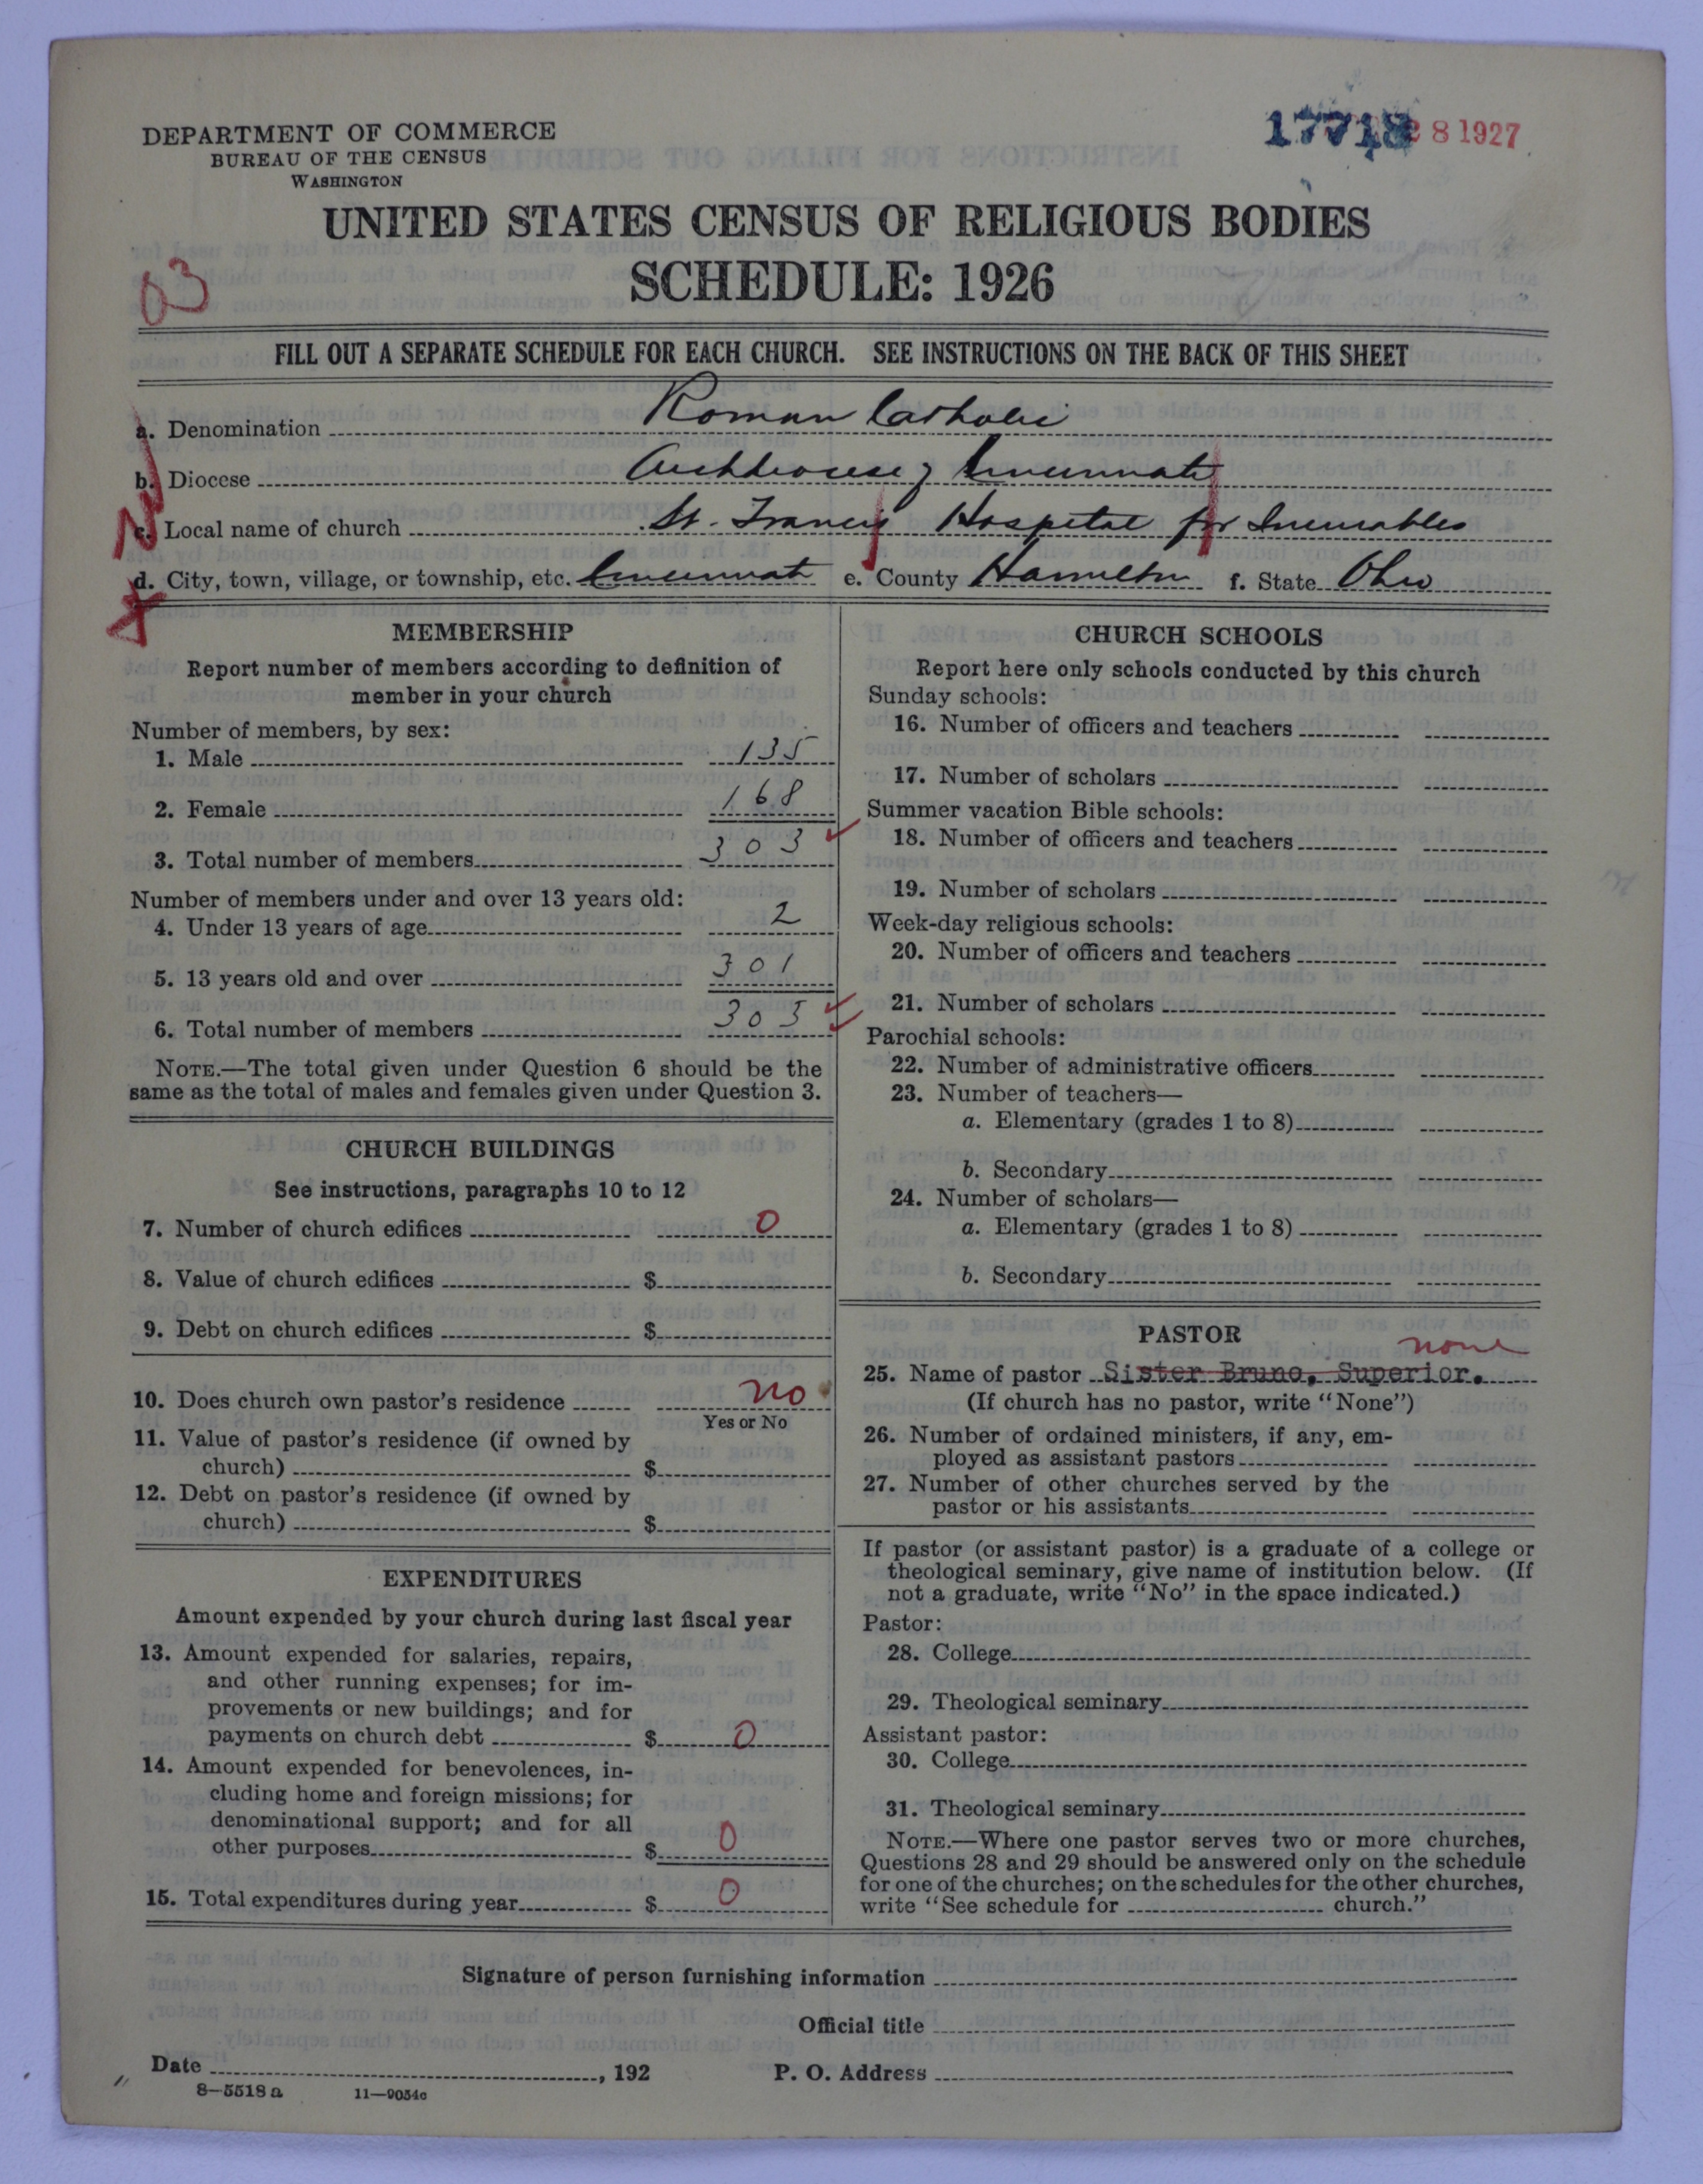 DEPARTMENT OF COMMERCE
BUREAU OF THE CENSUS
WASHINGTON
17718
8 1927
UNITED STATES CENSUS OF RELIGIOUS BODIES
SCHEDULE: 1926
03
FILL OUT A SEPARATE SCHEDULE FOR EACH CHURCH. SEE INSTRUCTIONS ON THE BACK OF THIS SHEET
a. Denomination Roman Catholic
b. Diocese Archdiocese of Cincinnati
c. Local name of church St. Francis Hospital for Incurables
d. City, town, village, or township, etc. Cincinnati e. County Hamilton f. State Ohio
MEMBERSHIP
Report number of members according to definition of
member in your church
Number of members, by sex:
1. Male 135
2. Female 168
3. Total number of members 303
Number of members under and over 13 years old:
4. Under 13 years of age 2
5. 13 years old and over 301
6. Total number of members 303
NOTE.—The total given under Question 6 should be the
same as the total of males and females given under Question 3.
CHURCH BUILDINGS
See instructions, paragraphs 10 to 12
7. Number of church edifices 0
8. Value of church edifices $
9. Debt on church edifices $
10. Does church own pastor's residence no
Yes or No
11. Value of pastor's residence (if owned by
church) $
12. Debt on pastor's residence (if owned by
church) $
EXPENDITURES
Amount expended by your church during last fiscal year
13. Amount expended for salaries, repairs,
and other running expenses; for im-
provements or new buildings; and for
payments on church debt $ 0
14. Amount expended for benevolences, in-
cluding home and foreign missions; for
denominational support; and for all
other purposes $ 0
15. Total expenditures during year $ 0
CHURCH SCHOOLS
Report here only schools conducted by this church
Sunday schools:
16. Number of officers and teachers
17. Number of scholars
Summer vacation Bible schools:
18. Number of officers and teachers
19. Number of scholars
Week-day religious schools:
20. Number of officers and teachers
21. Number of scholars
Parochial schools:
22. Number of administrative officers
23. Number of teachers—
a. Elementary (grades 1 to 8)
b. Secondary
24. Number of scholars—
a. Elementary (grades 1 to 8)
b. Secondary
PASTOR
none
25. Name of pastor Sister Bruno, Superior.
(If church has no pastor, write "None")
26. Number of ordained ministers, if any, em-
ployed as assistant pastors
27. Number of other churches served by the
pastor or his assistants
If pastor (or assistant pastor) is a graduate of a college or
theological seminary, give name of institution below. (If
not a graduate, write "No" in the space indicated.)
Pastor:
28. College
29. Theological seminary
Assistant pastor:
30. College
31. Theological seminary
NOTE.—Where one pastor serves two or more churches,
Questions 28 and 29 should be answered only on the schedule
for one of the churches; on the schedules for the other churches,
write "See schedule for church."
Signature of person furnishing information
Official title
Date , 192 P. O. Address
8—5518 a 11—9054c